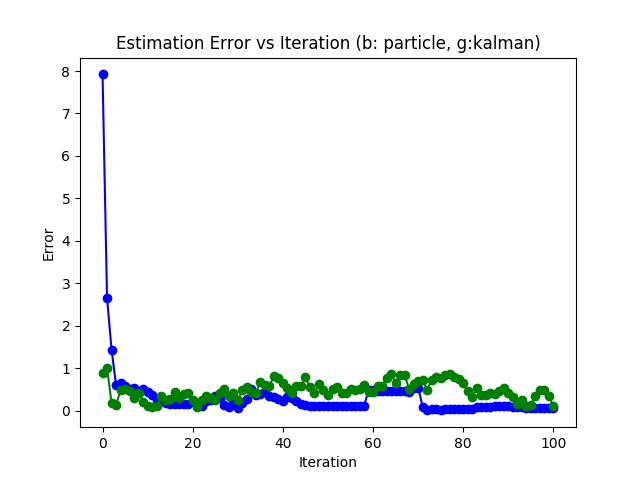 Estimation Error vs Iteration (b: particle, g:kalman)
8
7
6
5
4
3
2
1
0
Error
0 20 40 60 80 100
Iteration